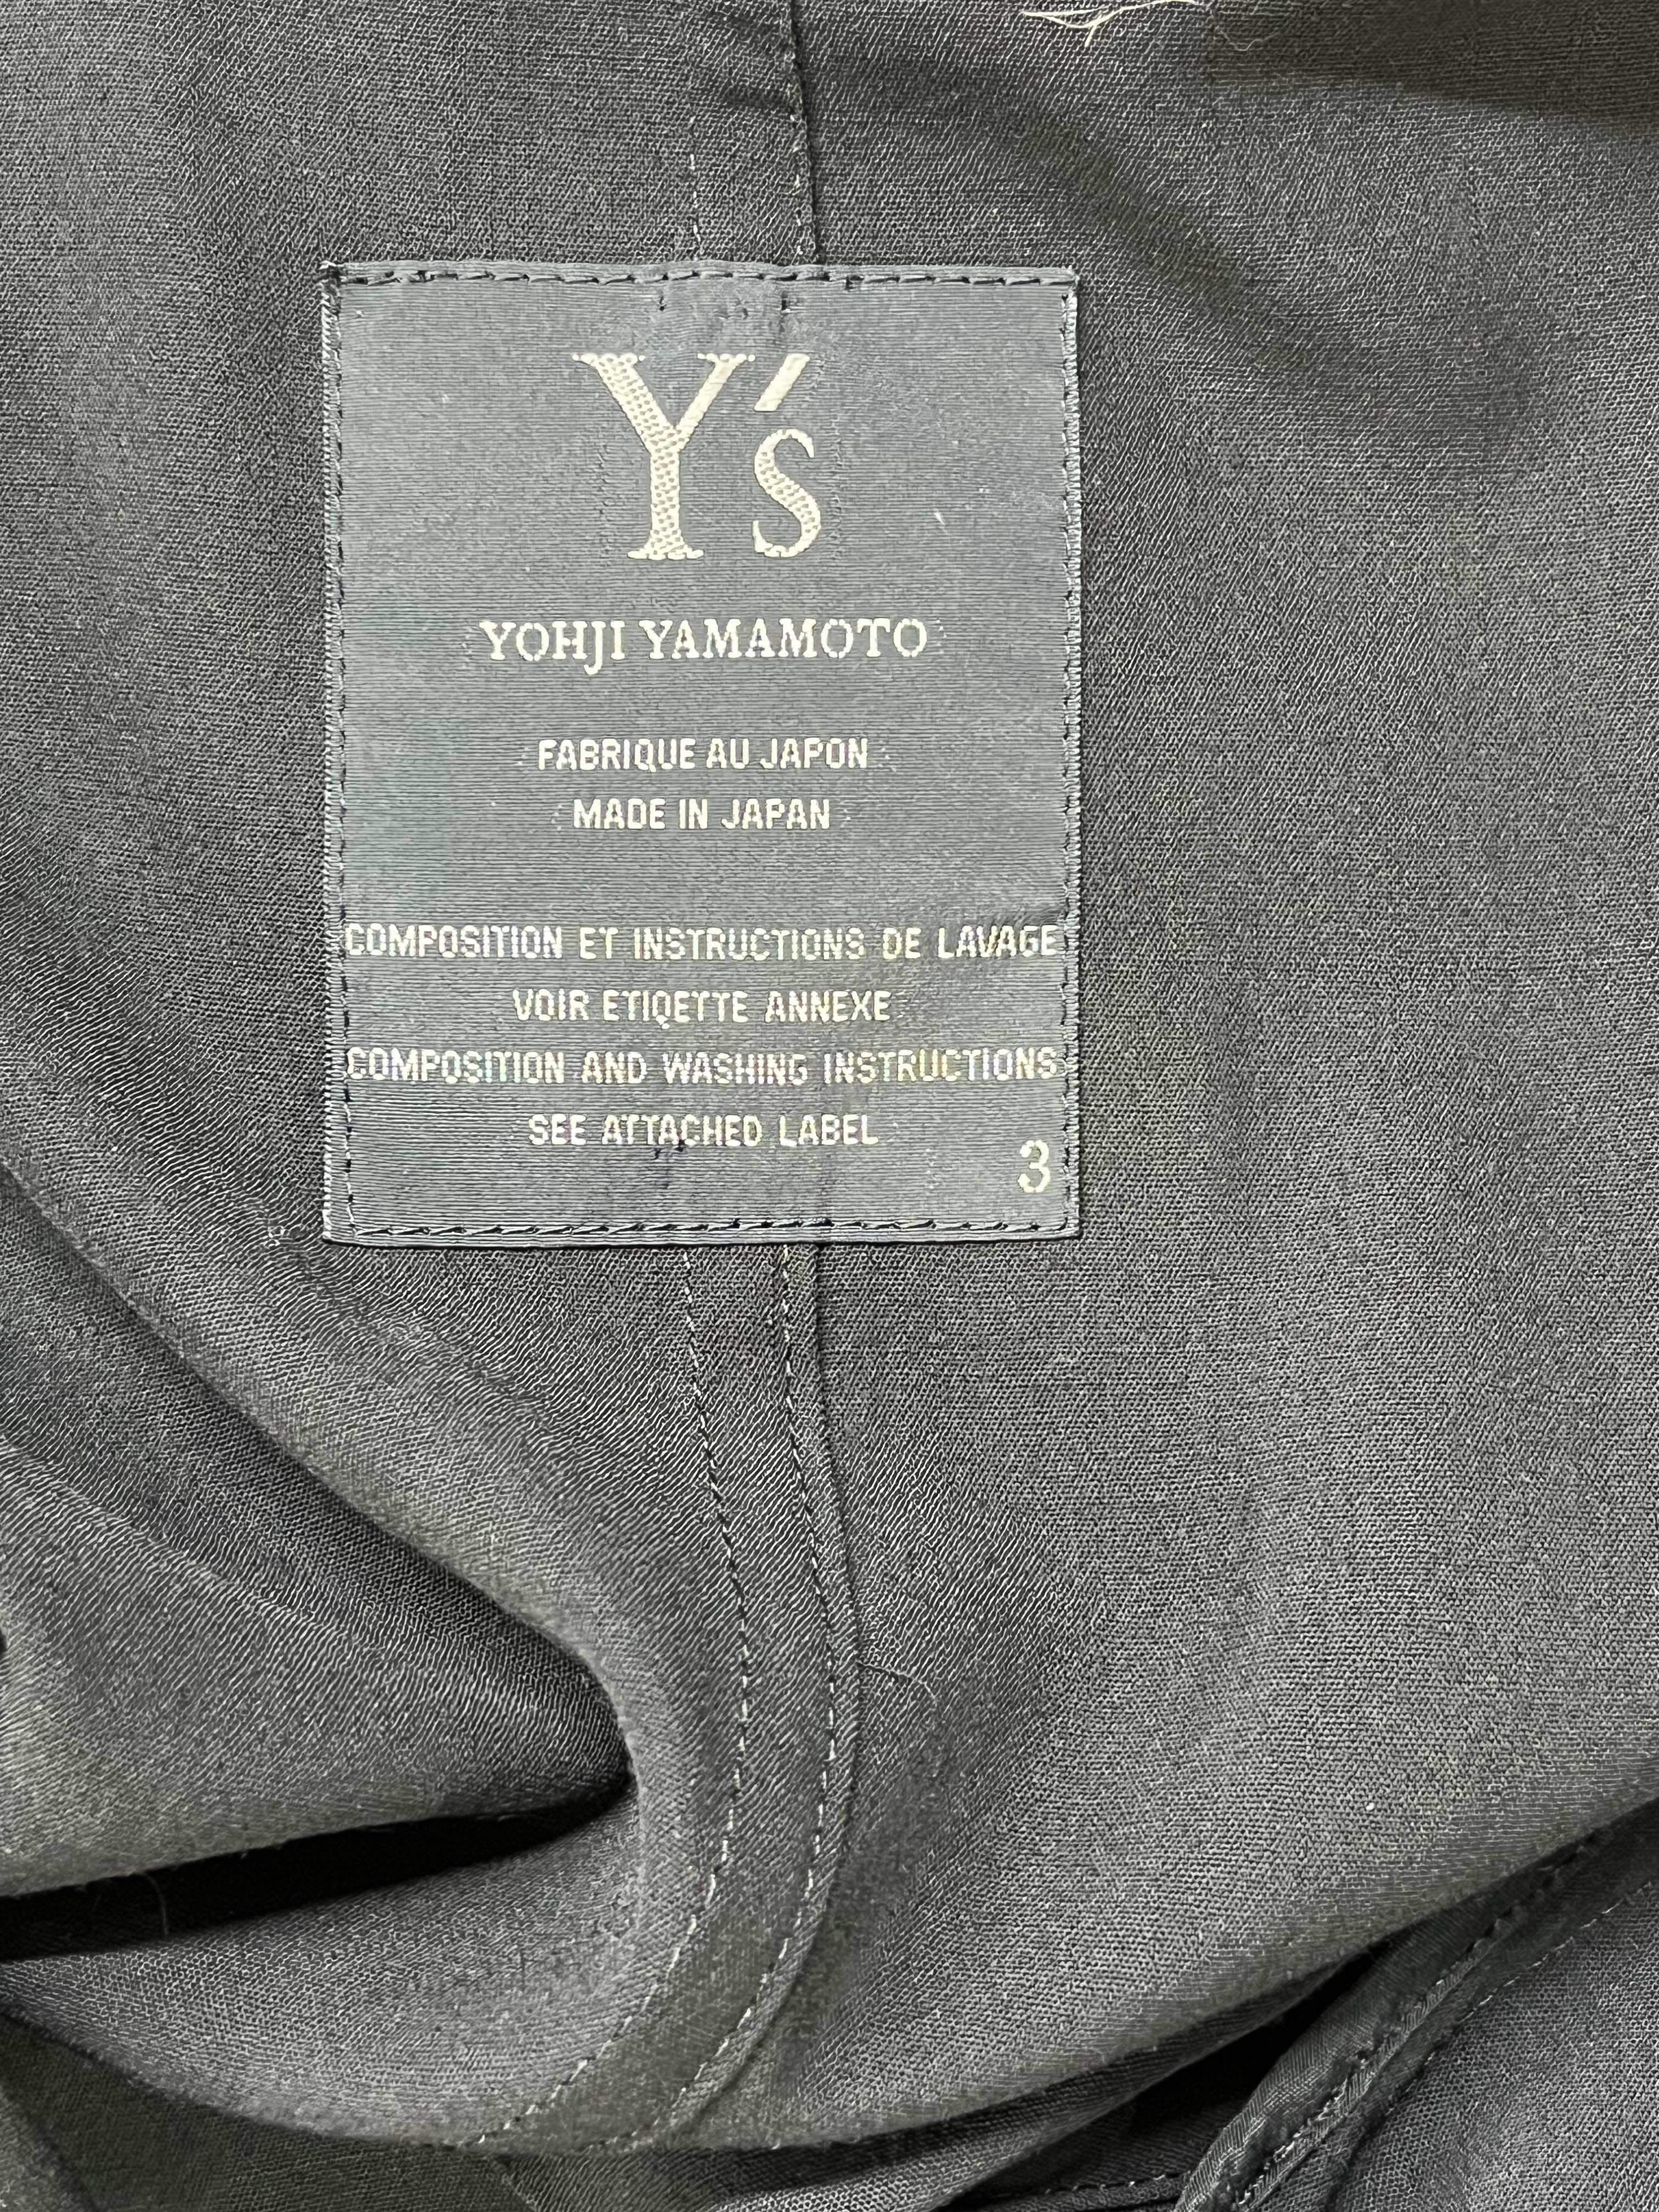 Y's
YOHJI YAMAMOTO
FABRIQUE AU JAPON
MADE IN JAPAN
COMPOSITION ET INSTRUCTIONS DE LAVAGE
VOIR ETIQETTE ANNEXE
COMPOSITION AND WASHING INSTRUCTIONS
SEE ATTACHED LABEL
3